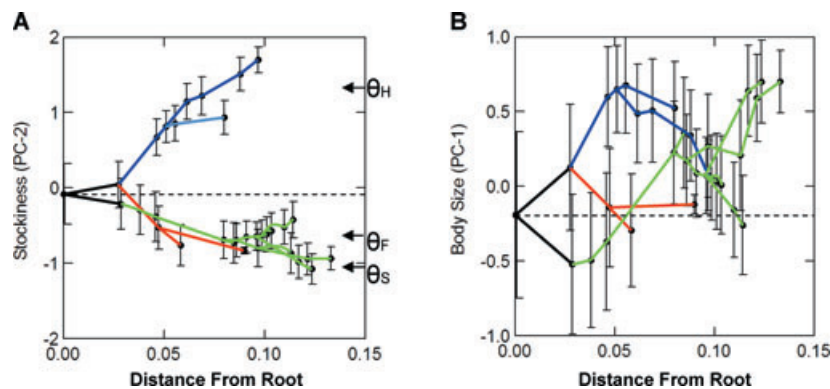 A
B
Stockiness (PC-2)
2
1
0
-1
-2
θH
θF
θS
0.00
0.05
0.10
0.15
Distance From Root
Body Size (PC-1)
1.0
0.5
0.0
-0.5
-1.0
0.00
0.05
0.10
0.15
Distance From Root